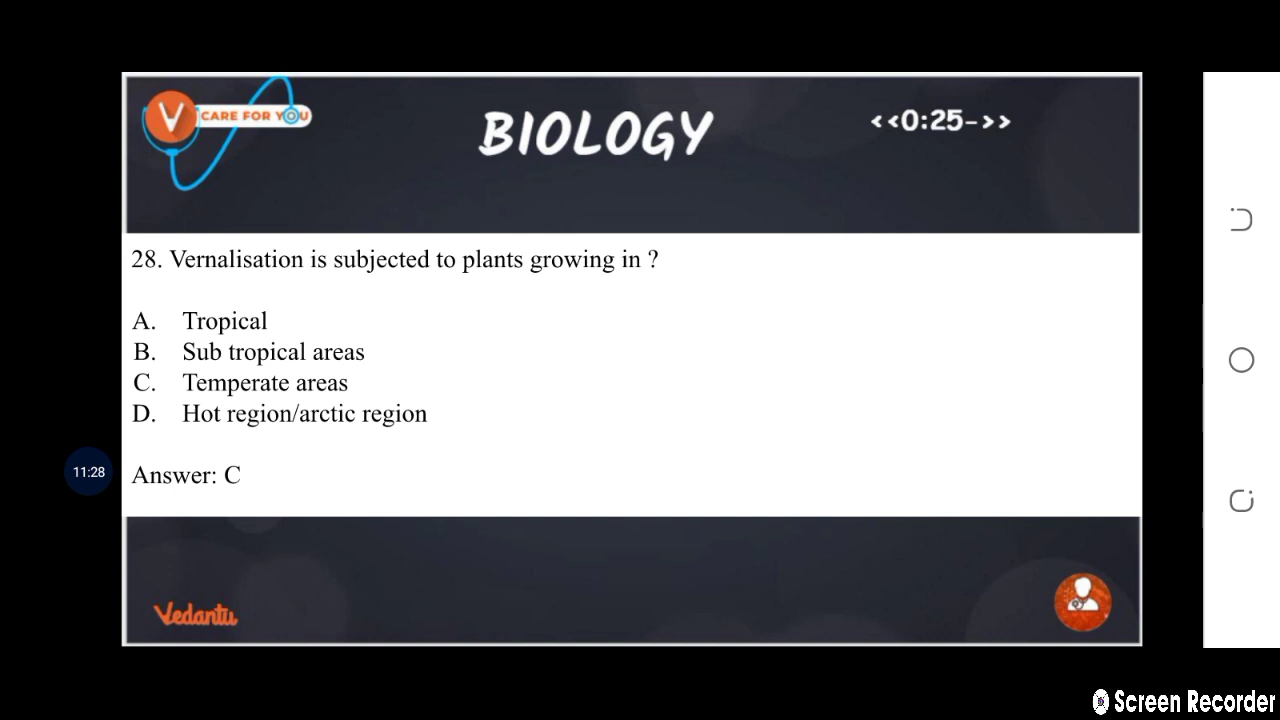 V CARE FOR YOU
BIOLOGY
<<0:25->>
28. Vernalisation is subjected to plants growing in ?
A. Tropical
B. Sub tropical areas
C. Temperate areas
D. Hot region/arctic region
11:28
Answer: C
Vedantu
Screen Recorder